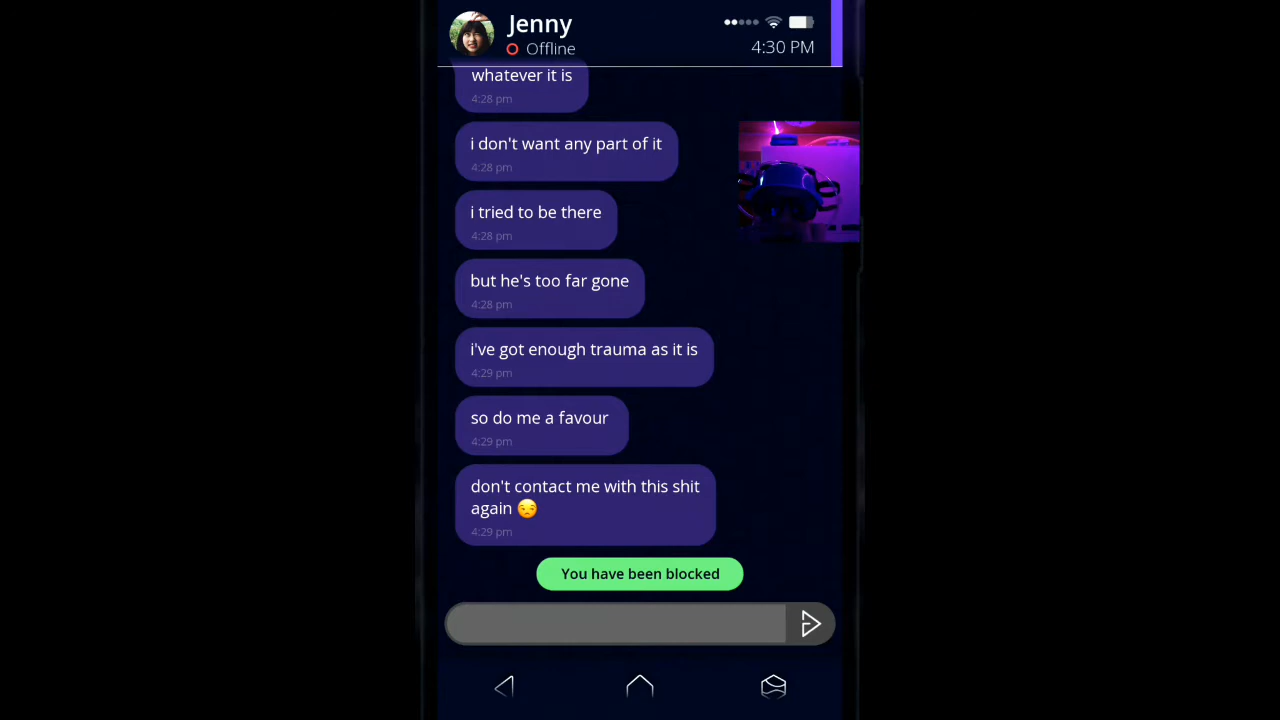 Jenny
Offline
4:30 PM
whatever it is
4:28 pm
i don't want any part of it
4:28 pm
i tried to be there
4:28 pm
but he's too far gone
4:28 pm
i've got enough trauma as it is
4:29 pm
so do me a favour
4:29 pm
don't contact me with this shit
again 😒
4:29 pm
You have been blocked